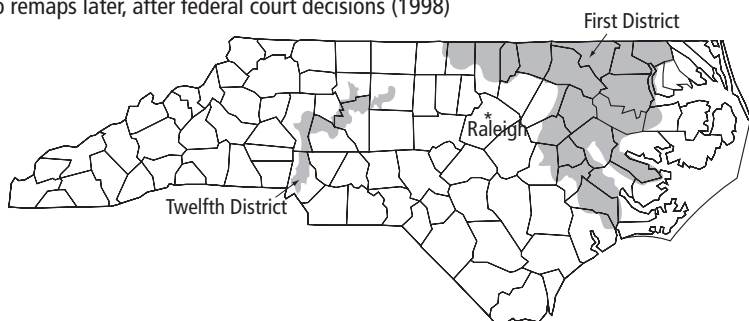 remaps later, after federal court decisions (1998)
First District
*
Raleigh
Twelfth District